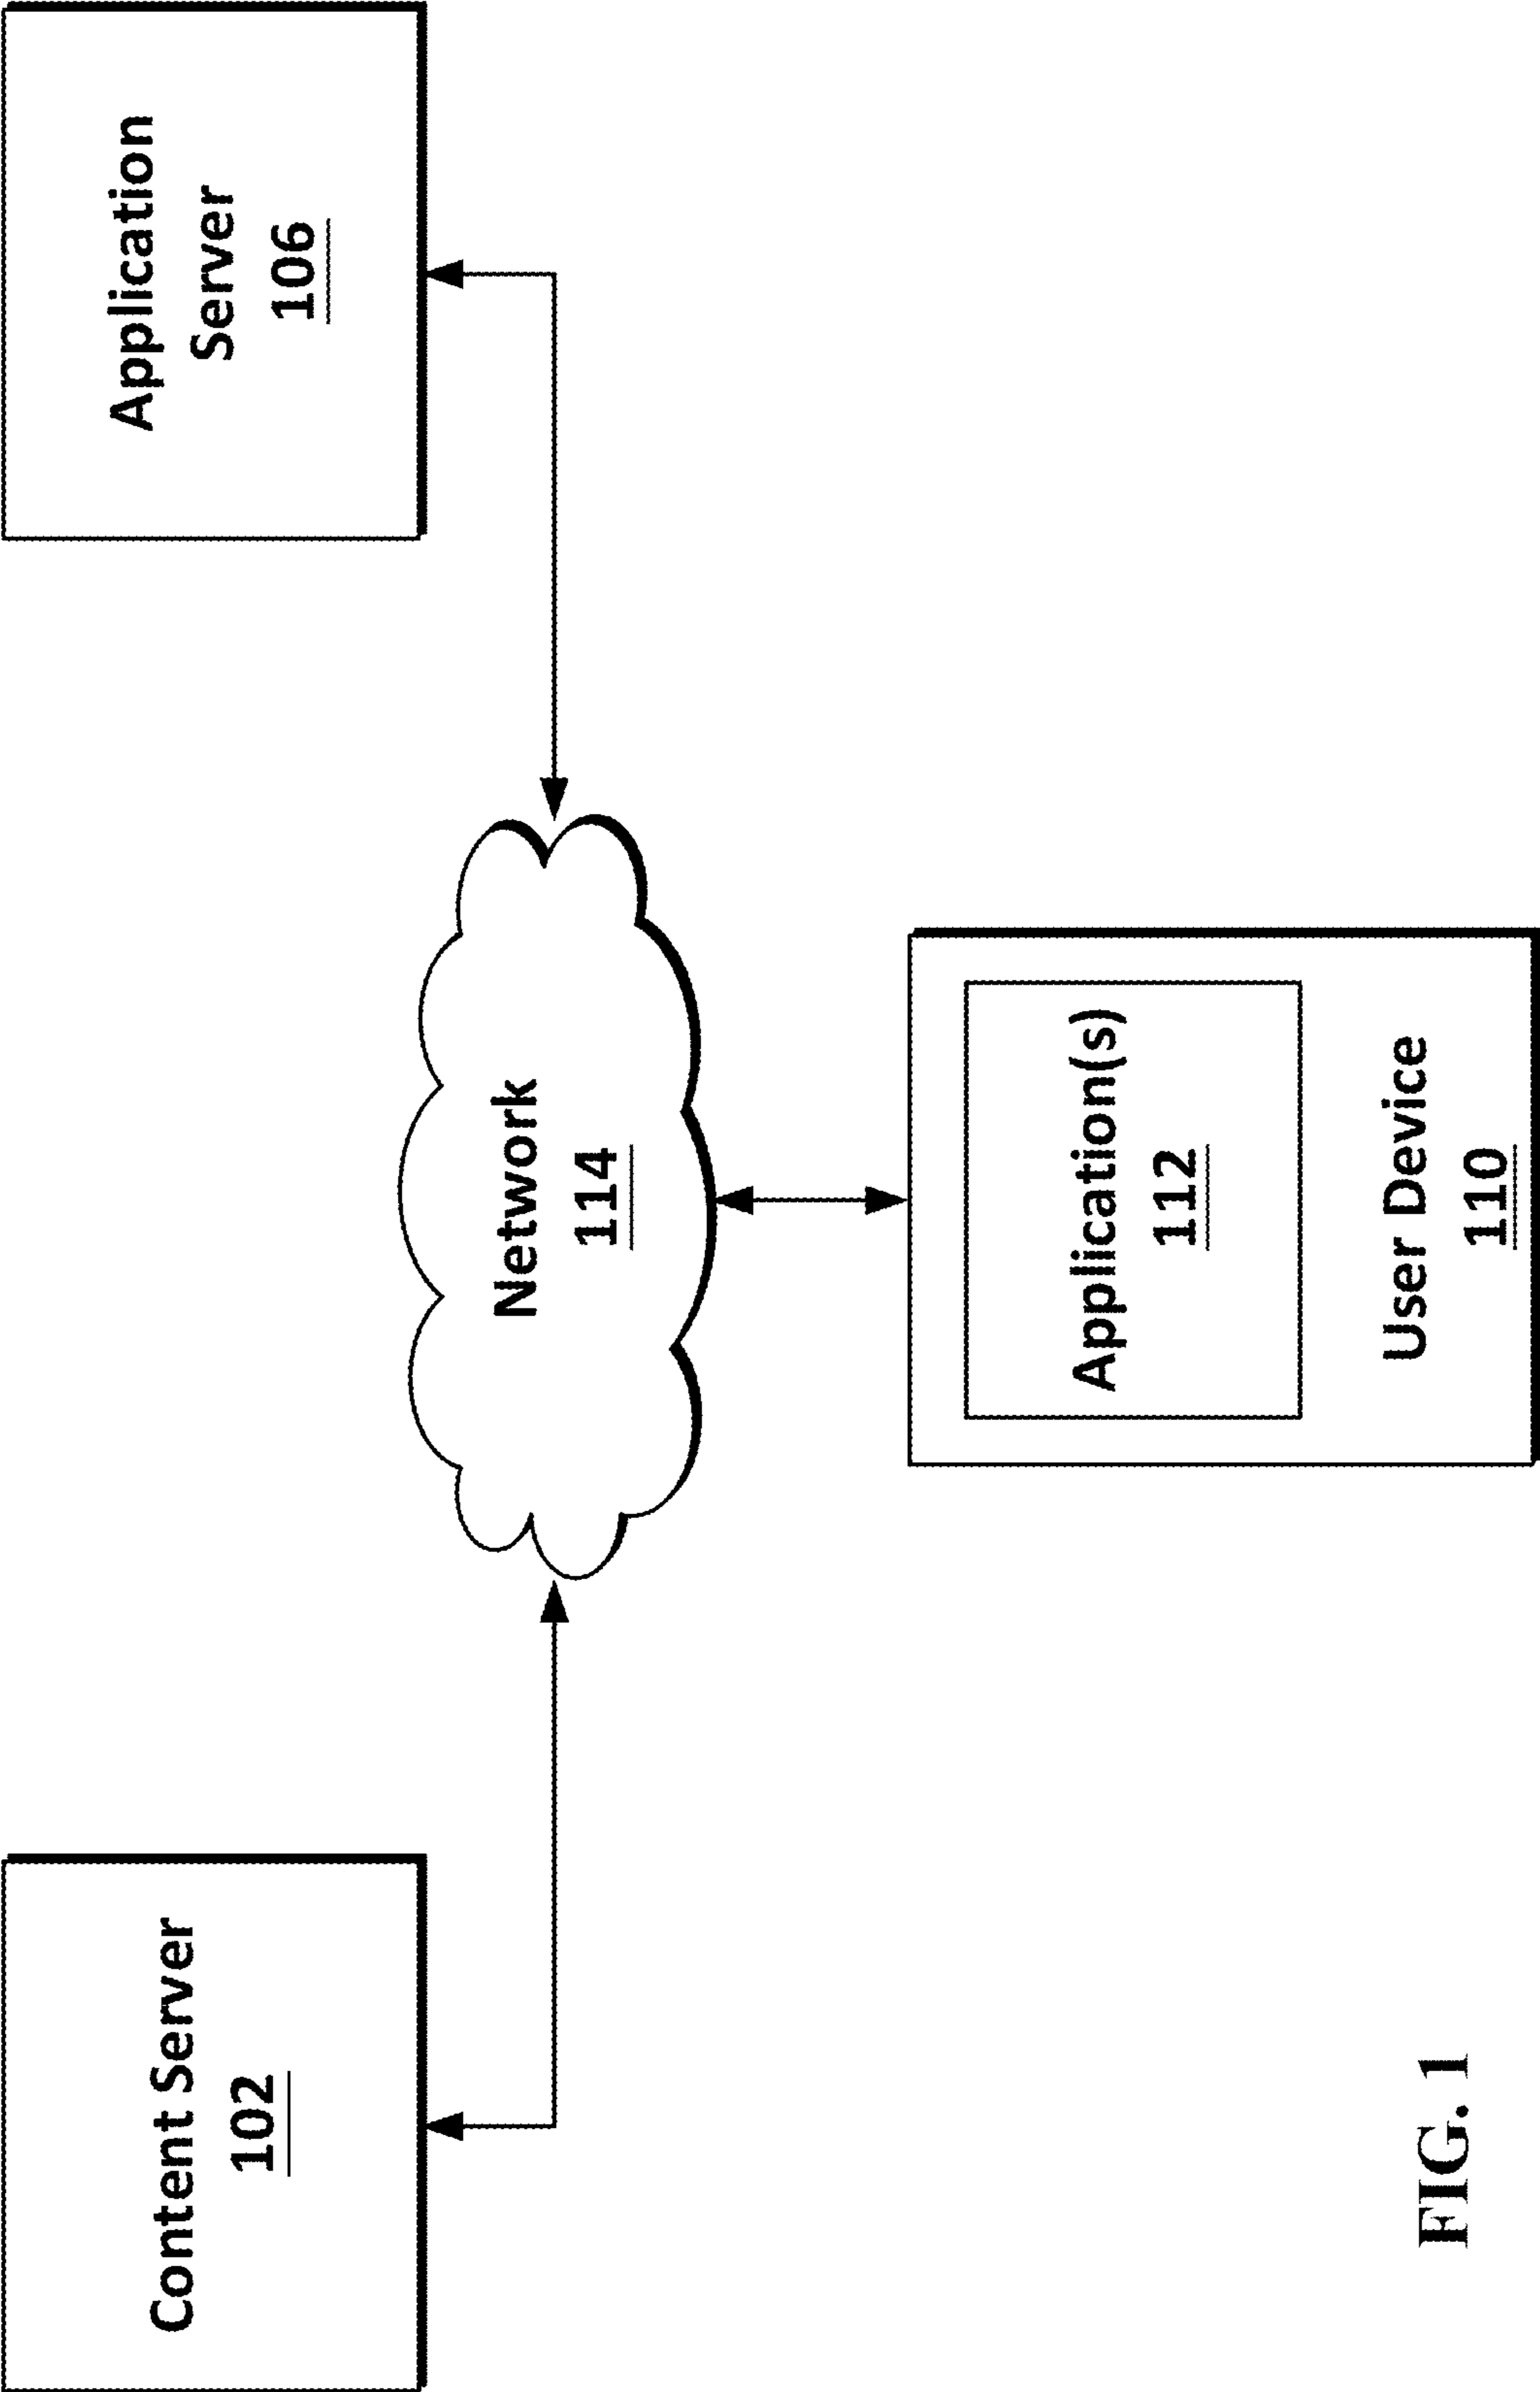 Content Server
102
Application
Server
106
Network
114
Application(s)
112
User Device
110
FIG. 1